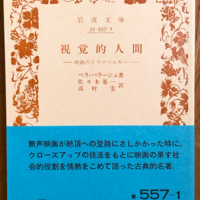 岩波文庫
33-557-1
視覚的人間
——映画のドラマツルギー——
ベラ・バラージュ著
佐々木基一
高村宏 訳
無声映画が絶頂への登路にさしかかった時に,
クローズアップの技法をもとに映画の果す社
会的役割を情熱をこめて語った古典的名著.
青 557 1